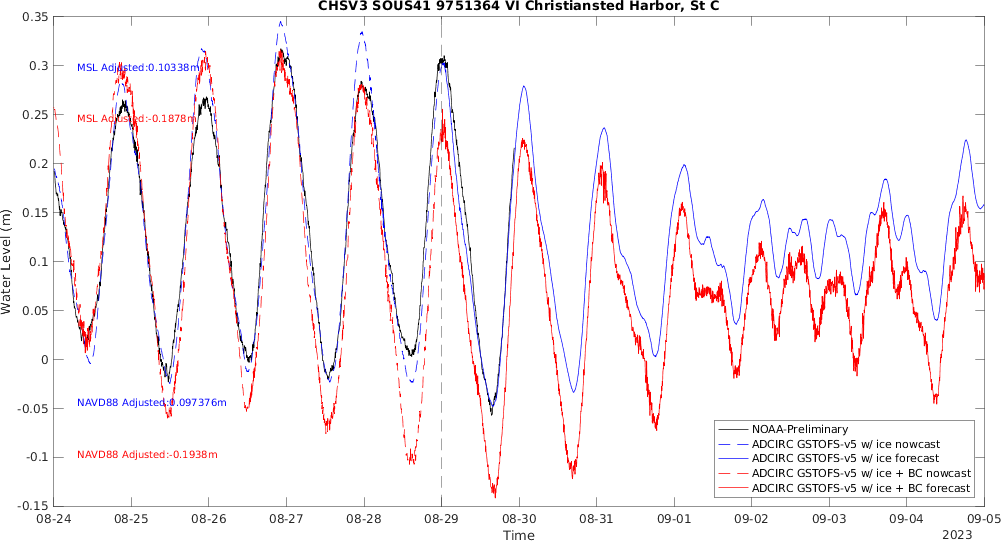 CHSV3 SOUS41 9751364 VI Christiansted Harbor, St C
0.35
0.3
0.25
0.2
0.15
0.1
0.05
0
-0.05
-0.1
-0.15
Water Level (m)
MSL Adjusted:0.10338m
MSL Adjusted:-0.1878m
NAVD88 Adjusted:0.097376m
NAVD88 Adjusted:-0.1938m
NOAA-Preliminary
ADCIRC GSTOFS-v5 w/ ice nowcast
ADCIRC GSTOFS-v5 w/ ice forecast
ADCIRC GSTOFS-v5 w/ ice + BC nowcast
ADCIRC GSTOFS-v5 w/ ice + BC forecast
08-24 08-25 08-26 08-27 08-28 08-29 08-30 08-31 09-01 09-02 09-03 09-04 09-05
Time
2023